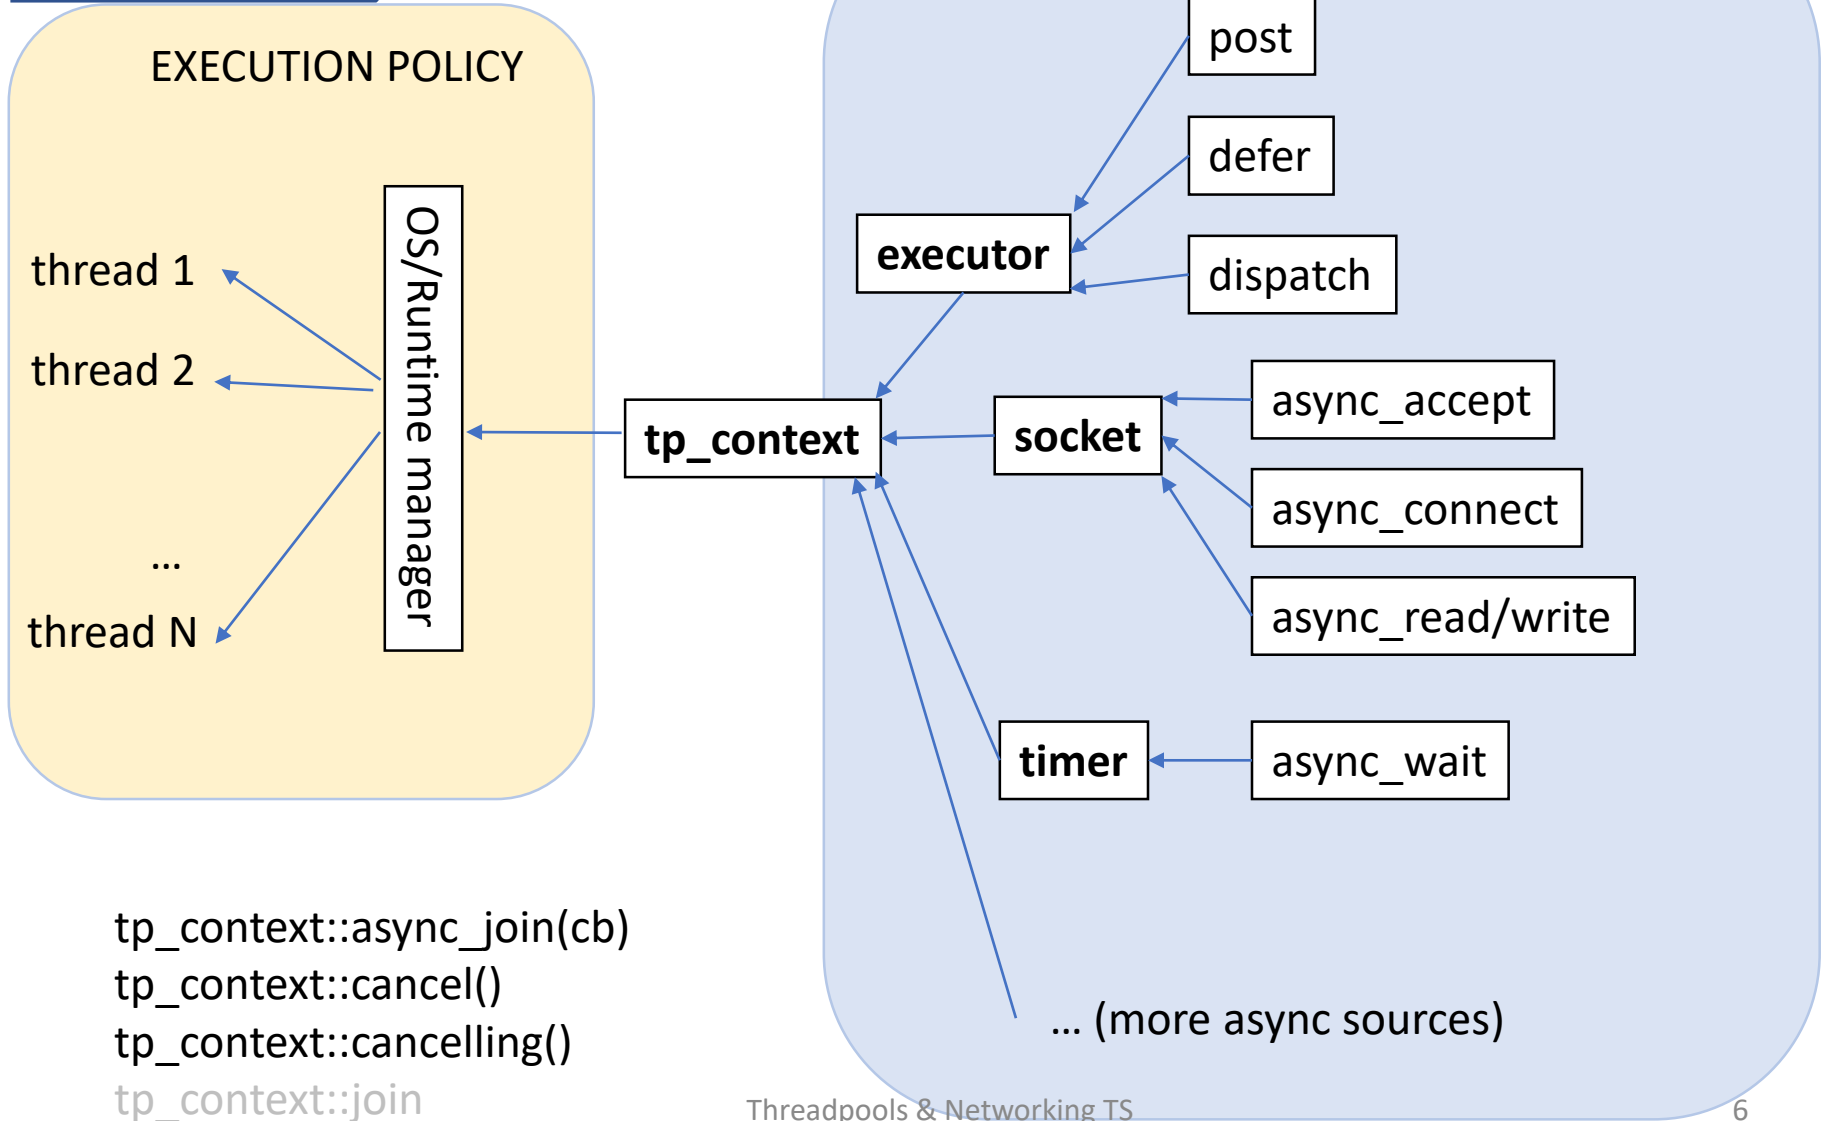 EXECUTION POLICY
thread 1
thread 2
…
thread N
OS/Runtime manager
tp_context
executor
post
defer
dispatch
socket
async_accept
async_connect
async_read/write
timer
async_wait
… (more async sources)
tp_context::async_join(cb)
tp_context::cancel()
tp_context::cancelling()
tp_context::join
Threadpools & Networking TS
6